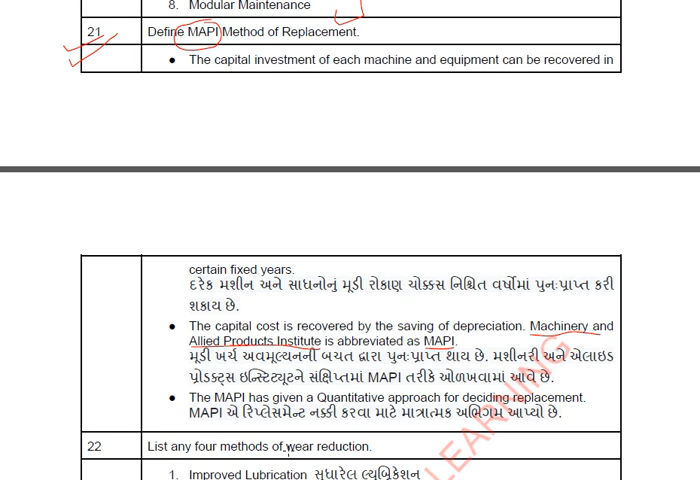 8. Modular Maintenance
21 Define MAPI Method of Replacement.
● The capital investment of each machine and equipment can be recovered in
certain fixed years.
દરેક મશીન અને સાધનોનું મૂડી રોકાણ ચોક્કસ નિશ્ચિત વર્ષોમાં પુનઃપ્રાપ્ત કરી
શકાય છે.
● The capital cost is recovered by the saving of depreciation. Machinery and
Allied Products Institute is abbreviated as MAPI.
મૂડી ખર્ચ અવમૂલ્યનની બચત દ્વારા પુનઃપ્રાપ્ત થાય છે. મશીનરી અને એલાઇડ
પ્રોડક્ટ્સ ઇન્સ્ટિટ્યૂટને સંક્ષિપ્તમાં MAPI તરીકે ઓળખવામાં આવે છે.
● The MAPI has given a Quantitative approach for deciding replacement.
MAPI એ રિપ્લેસમેન્ટ નક્કી કરવા માટે માત્રાત્મક અભિગમ આપ્યો છે.
22 List any four methods of wear reduction.
1. Improved Lubrication સુધારેલ લ્યુબ્રિકેશન
LEARNING